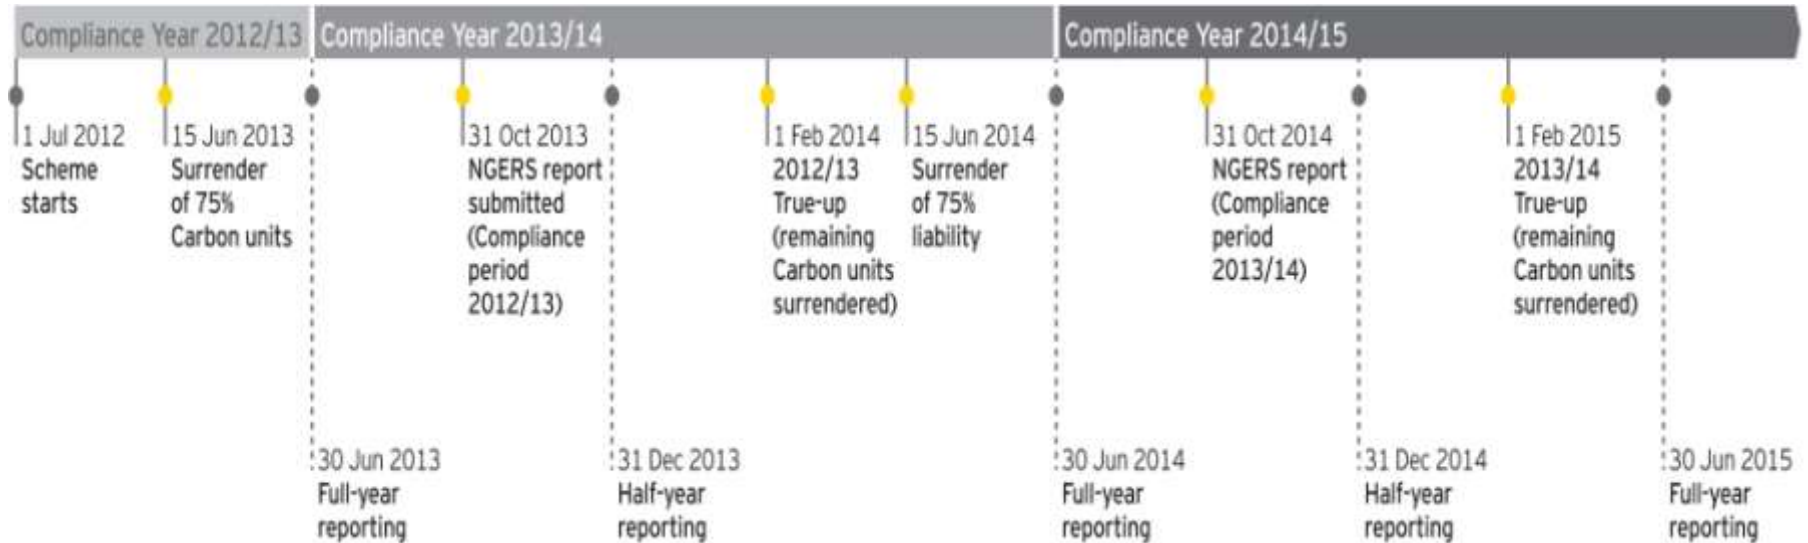 Compliance Year 2012/13
Compliance Year 2013/14
Compliance Year 2014/15
1 Jul 2012
Scheme
starts
15 Jun 2013
Surrender
of 75%
Carbon units
31 Oct 2013
NGERS report
submitted
(Compliance
period
2012/13)
1 Feb 2014
2012/13
True-up
(remaining
Carbon units
surrendered)
15 Jun 2014
Surrender
of 75%
liability
31 Oct 2014
NGERS report
(Compliance
period
2013/14)
1 Feb 2015
2013/14
True-up
(remaining
Carbon units
surrendered)
30 Jun 2013
Full-year
reporting
31 Dec 2013
Half-year
reporting
30 Jun 2014
Full-year
reporting
31 Dec 2014
Half-year
reporting
30 Jun 2015
Full-year
reporting